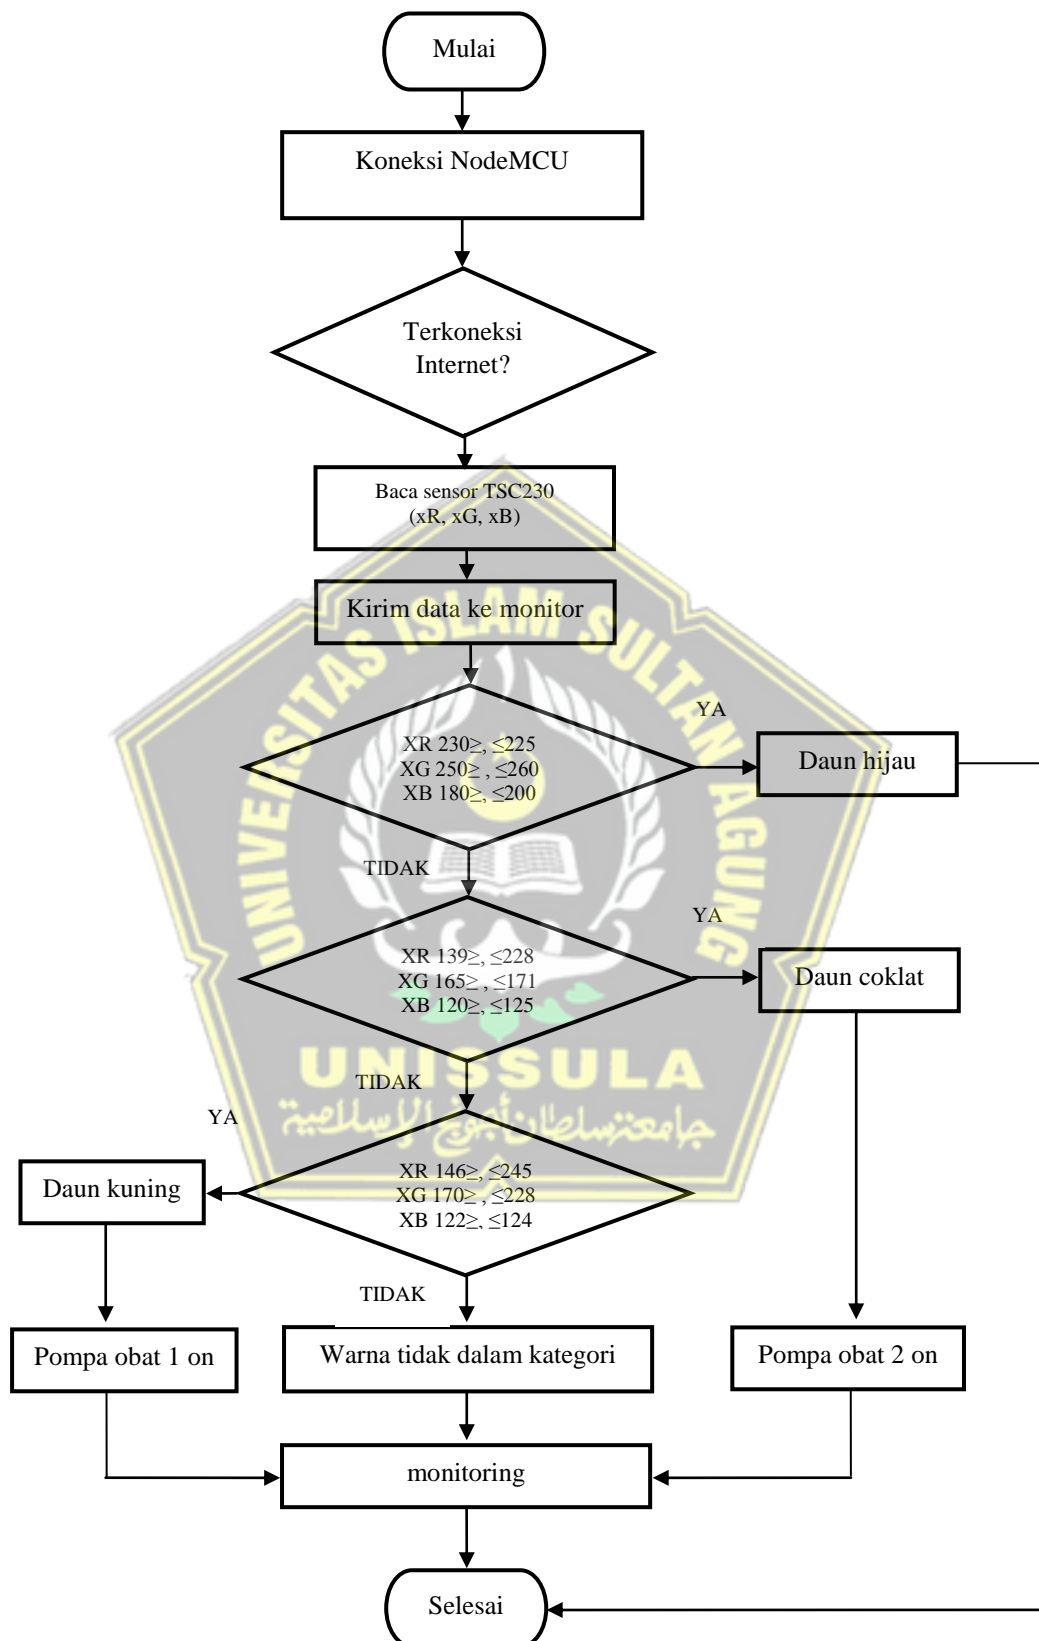 Mulai
Koneksi NodeMCU
Terkoneksi
Internet?
Baca sensor TSC230
(xR, xG, xB)
Kirim data ke monitor
UNIVERSITAS ISLAM SULTAN AGUNG
XR 230≥, ≤225
XG 250≥ , ≤260
XB 180≥, ≤200
YA
Daun hijau
TIDAK
XR 139≥, ≤228
XG 165≥ , ≤171
XB 120≥, ≤125
YA
Daun coklat
UNISSULA
TIDAK
جامعة سلطان أجونج الإسلامية
YA
XR 146≥, ≤245
XG 170≥ , ≤228
XB 122≥, ≤124
Daun kuning
TIDAK
Pompa obat 1 on
Warna tidak dalam kategori
Pompa obat 2 on
monitoring
Selesai